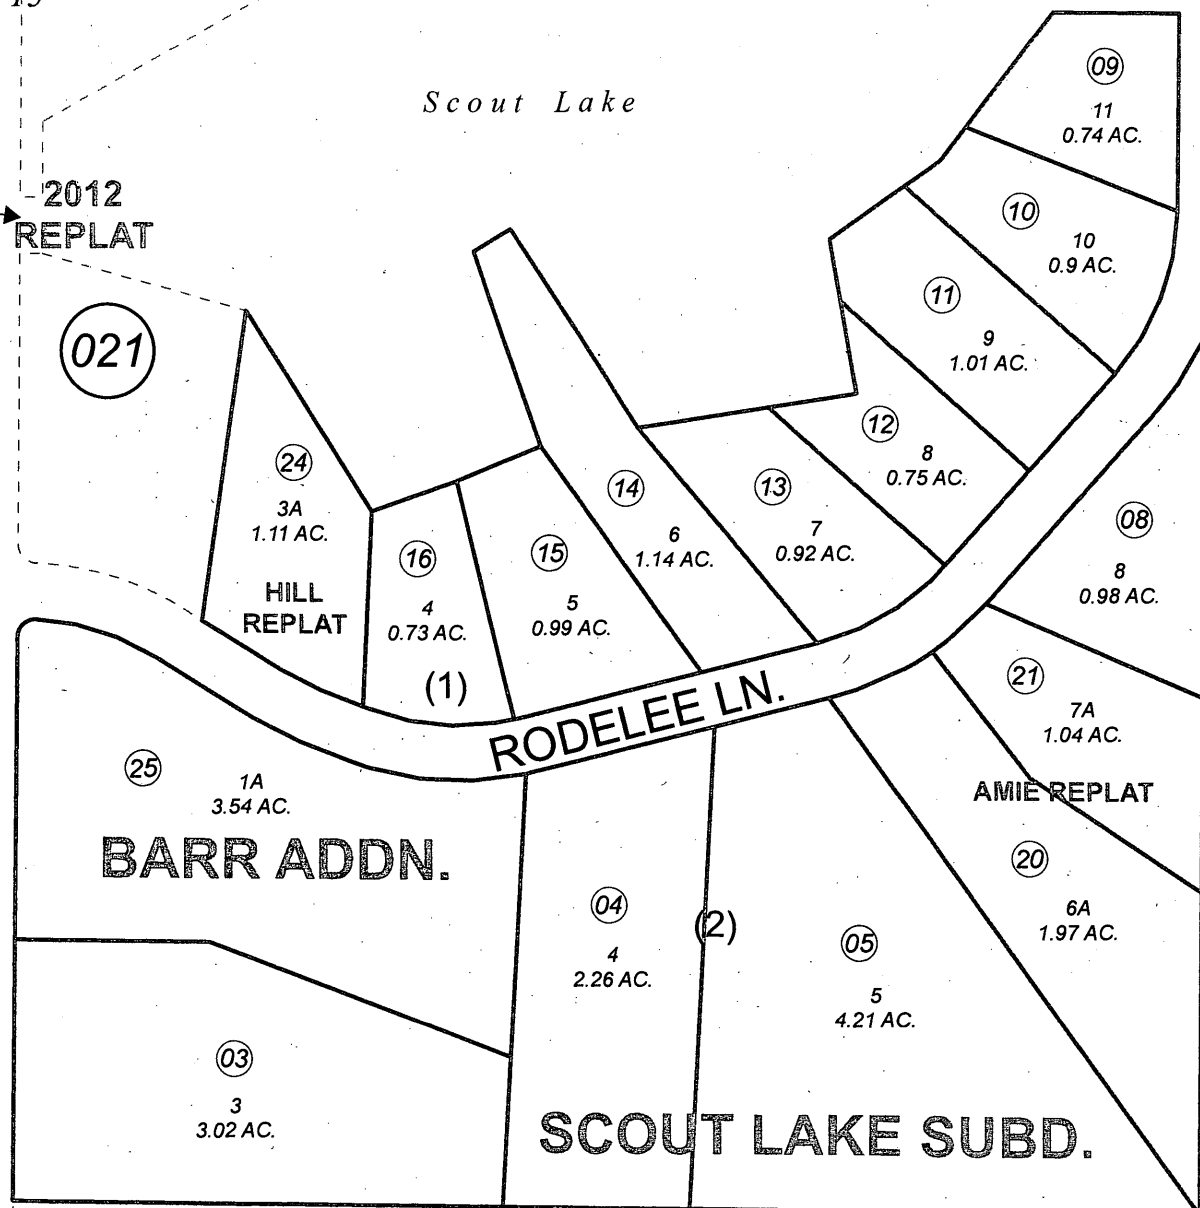 Scout Lake
09
11
0.74 AC.
2012
REPLAT
10
10
0.9 AC.
021
11
9
1.01 AC.
12
8
0.75 AC.
24
3A
1.11 AC.
HILL
REPLAT
16
4
0.73 AC.
(1)
15
5
0.99 AC.
14
6
1.14 AC.
13
7
0.92 AC.
08
8
0.98 AC.
RODELEE LN.
21
7A
1.04 AC.
AMIE REPLAT
25
1A
3.54 AC.
BARR ADDN.
04
4
2.26 AC.
(2)
05
5
4.21 AC.
20
6A
1.97 AC.
03
3
3.02 AC.
SCOUT LAKE SUBD.